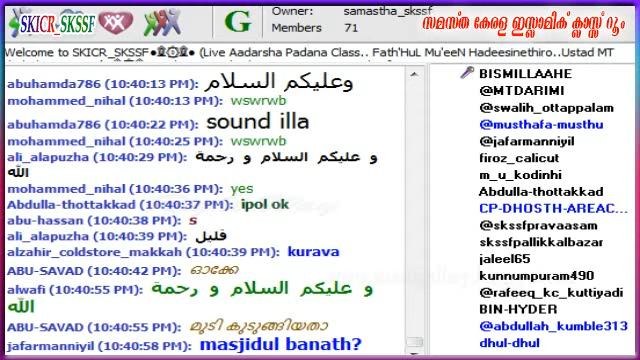 SKICR_SKSSF
Owner: samastha_skssf
Members 71
സമസ്ത കേരള ഇസ്ലാമിക് ക്ലാസ്സ് റൂം
Welcome to SKICR_SKSSF (Live Aadarsha Padana Class.. Fath'HuL Mu'eeN Hadeesinethiro..Ustad MT
abuhamda786 (10:40:13 PM): وعليكم السلام
mohammed_nihal (10:40:13 PM): wswrwb
abuhamda786 (10:40:22 PM): sound illa
mohammed_nihal (10:40:25 PM): wswrwb
ali_alapuzha (10:40:29 PM): و عليكم السلام و رحمة
الله
mohammed_nihal (10:40:36 PM): yes
Abdulla-thottakkad (10:40:37 PM): ipol ok
abu-hassan (10:40:38 PM): s
ali_alapuzha (10:40:39 PM): قليل
alzahir_coldstore_makkah (10:40:39 PM): kurava
ABU-SAVAD (10:40:42 PM): ഓക്കേ
alwafi (10:40:55 PM): و عليكم السلام و رحمة
الله
ABU-SAVAD (10:40:55 PM): മുടി കുടുങ്ങിയതാ
jafarmanniyil (10:40:58 PM): masjidul banath?
BISMILLAAHE
@MTDARIMI
@swalih_ottappalam
@musthafa-musthu
@jafarmanniyil
firoz_calicut
m_u_kodinhi
Abdulla-thottakkad
CP-DHOSTH-AREAC...
@skssfpravaasam
skssfpallikkalbazar
jaleel65
kunnumpuram490
@rafeeq_kc_kuttiyadi
BIN-HYDER
@abdullah_kumble313
dhul-dhul